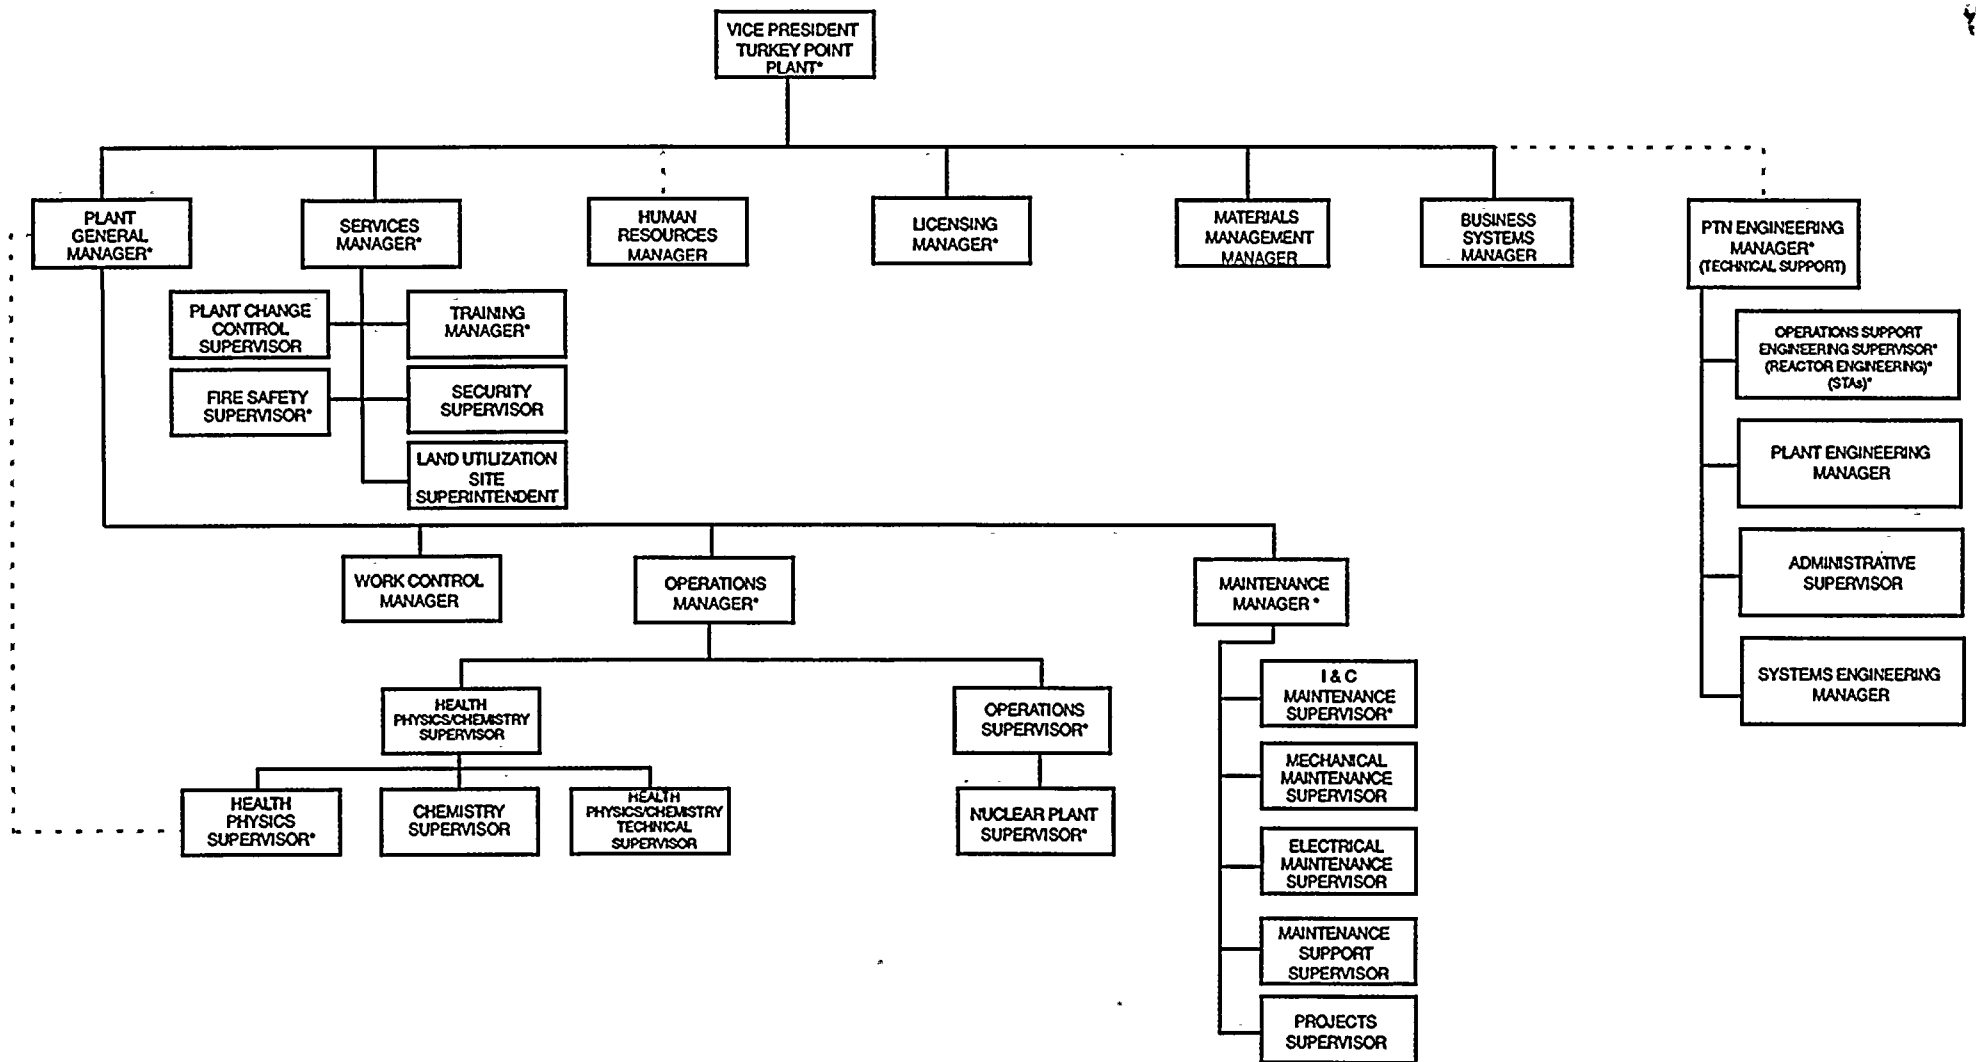 VICE PRESIDENT
TURKEY POINT
PLANT*
PLANT
GENERAL
MANAGER*
SERVICES
MANAGER*
HUMAN
RESOURCES
MANAGER
LICENSING
MANAGER*
MATERIALS
MANAGEMENT
MANAGER
BUSINESS
SYSTEMS
MANAGER
PTN ENGINEERING
MANAGER*
(TECHNICAL SUPPORT)
PLANT CHANGE
CONTROL
SUPERVISOR
TRAINING
MANAGER*
FIRE SAFETY
SUPERVISOR*
SECURITY
SUPERVISOR
LAND UTILIZATION
SITE
SUPERINTENDENT
OPERATIONS SUPPORT
ENGINEERING SUPERVISOR*
(REACTOR ENGINEERING)*
(STAs)*
PLANT ENGINEERING
MANAGER
ADMINISTRATIVE
SUPERVISOR
SYSTEMS ENGINEERING
MANAGER
WORK CONTROL
MANAGER
OPERATIONS
MANAGER*
MAINTENANCE
MANAGER *
HEALTH
PHYSICS/CHEMISTRY
SUPERVISOR
OPERATIONS
SUPERVISOR*
I & C
MAINTENANCE
SUPERVISOR*
MECHANICAL
MAINTENANCE
SUPERVISOR
HEALTH
PHYSICS
SUPERVISOR*
CHEMISTRY
SUPERVISOR
HEALTH
PHYSICS/CHEMISTRY
TECHNICAL
SUPERVISOR
NUCLEAR PLANT
SUPERVISOR*
ELECTRICAL
MAINTENANCE
SUPERVISOR
MAINTENANCE
SUPPORT
SUPERVISOR
PROJECTS
SUPERVISOR